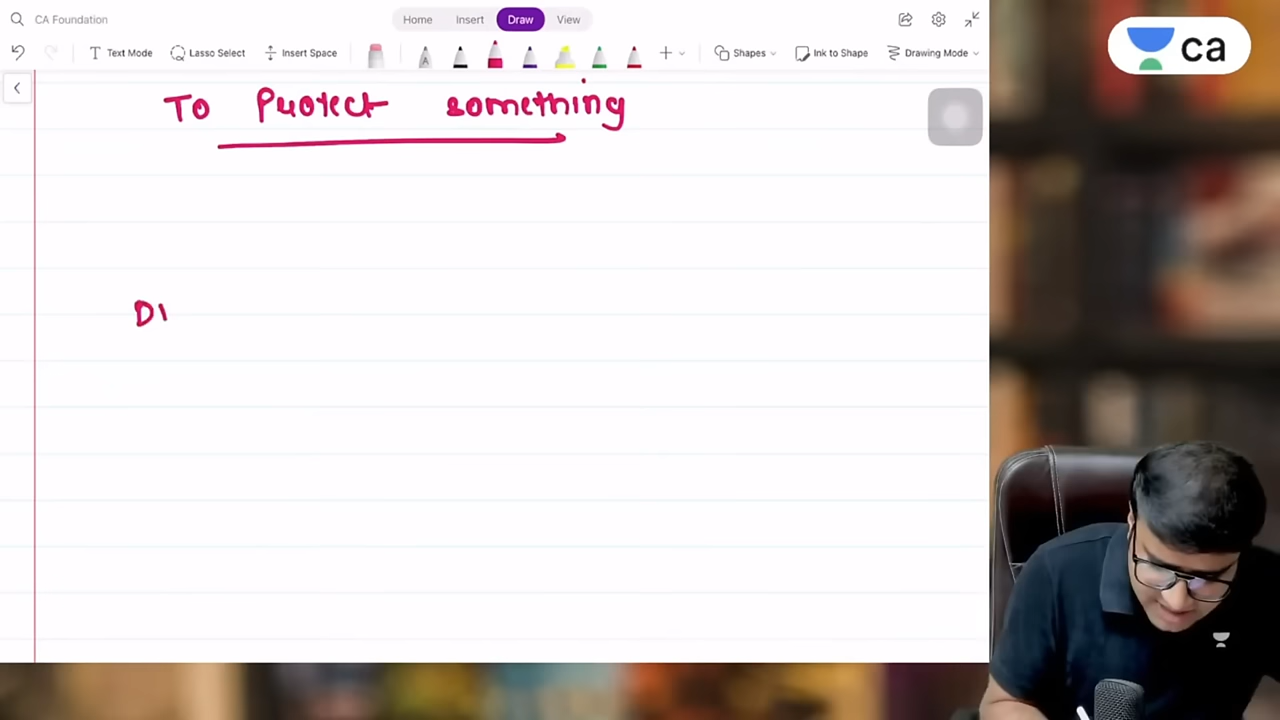 CA Foundation Home Insert Draw View
Text Mode Lasso Select Insert Space Shapes Ink to Shape Drawing Mode
ca
To Protect something
DI